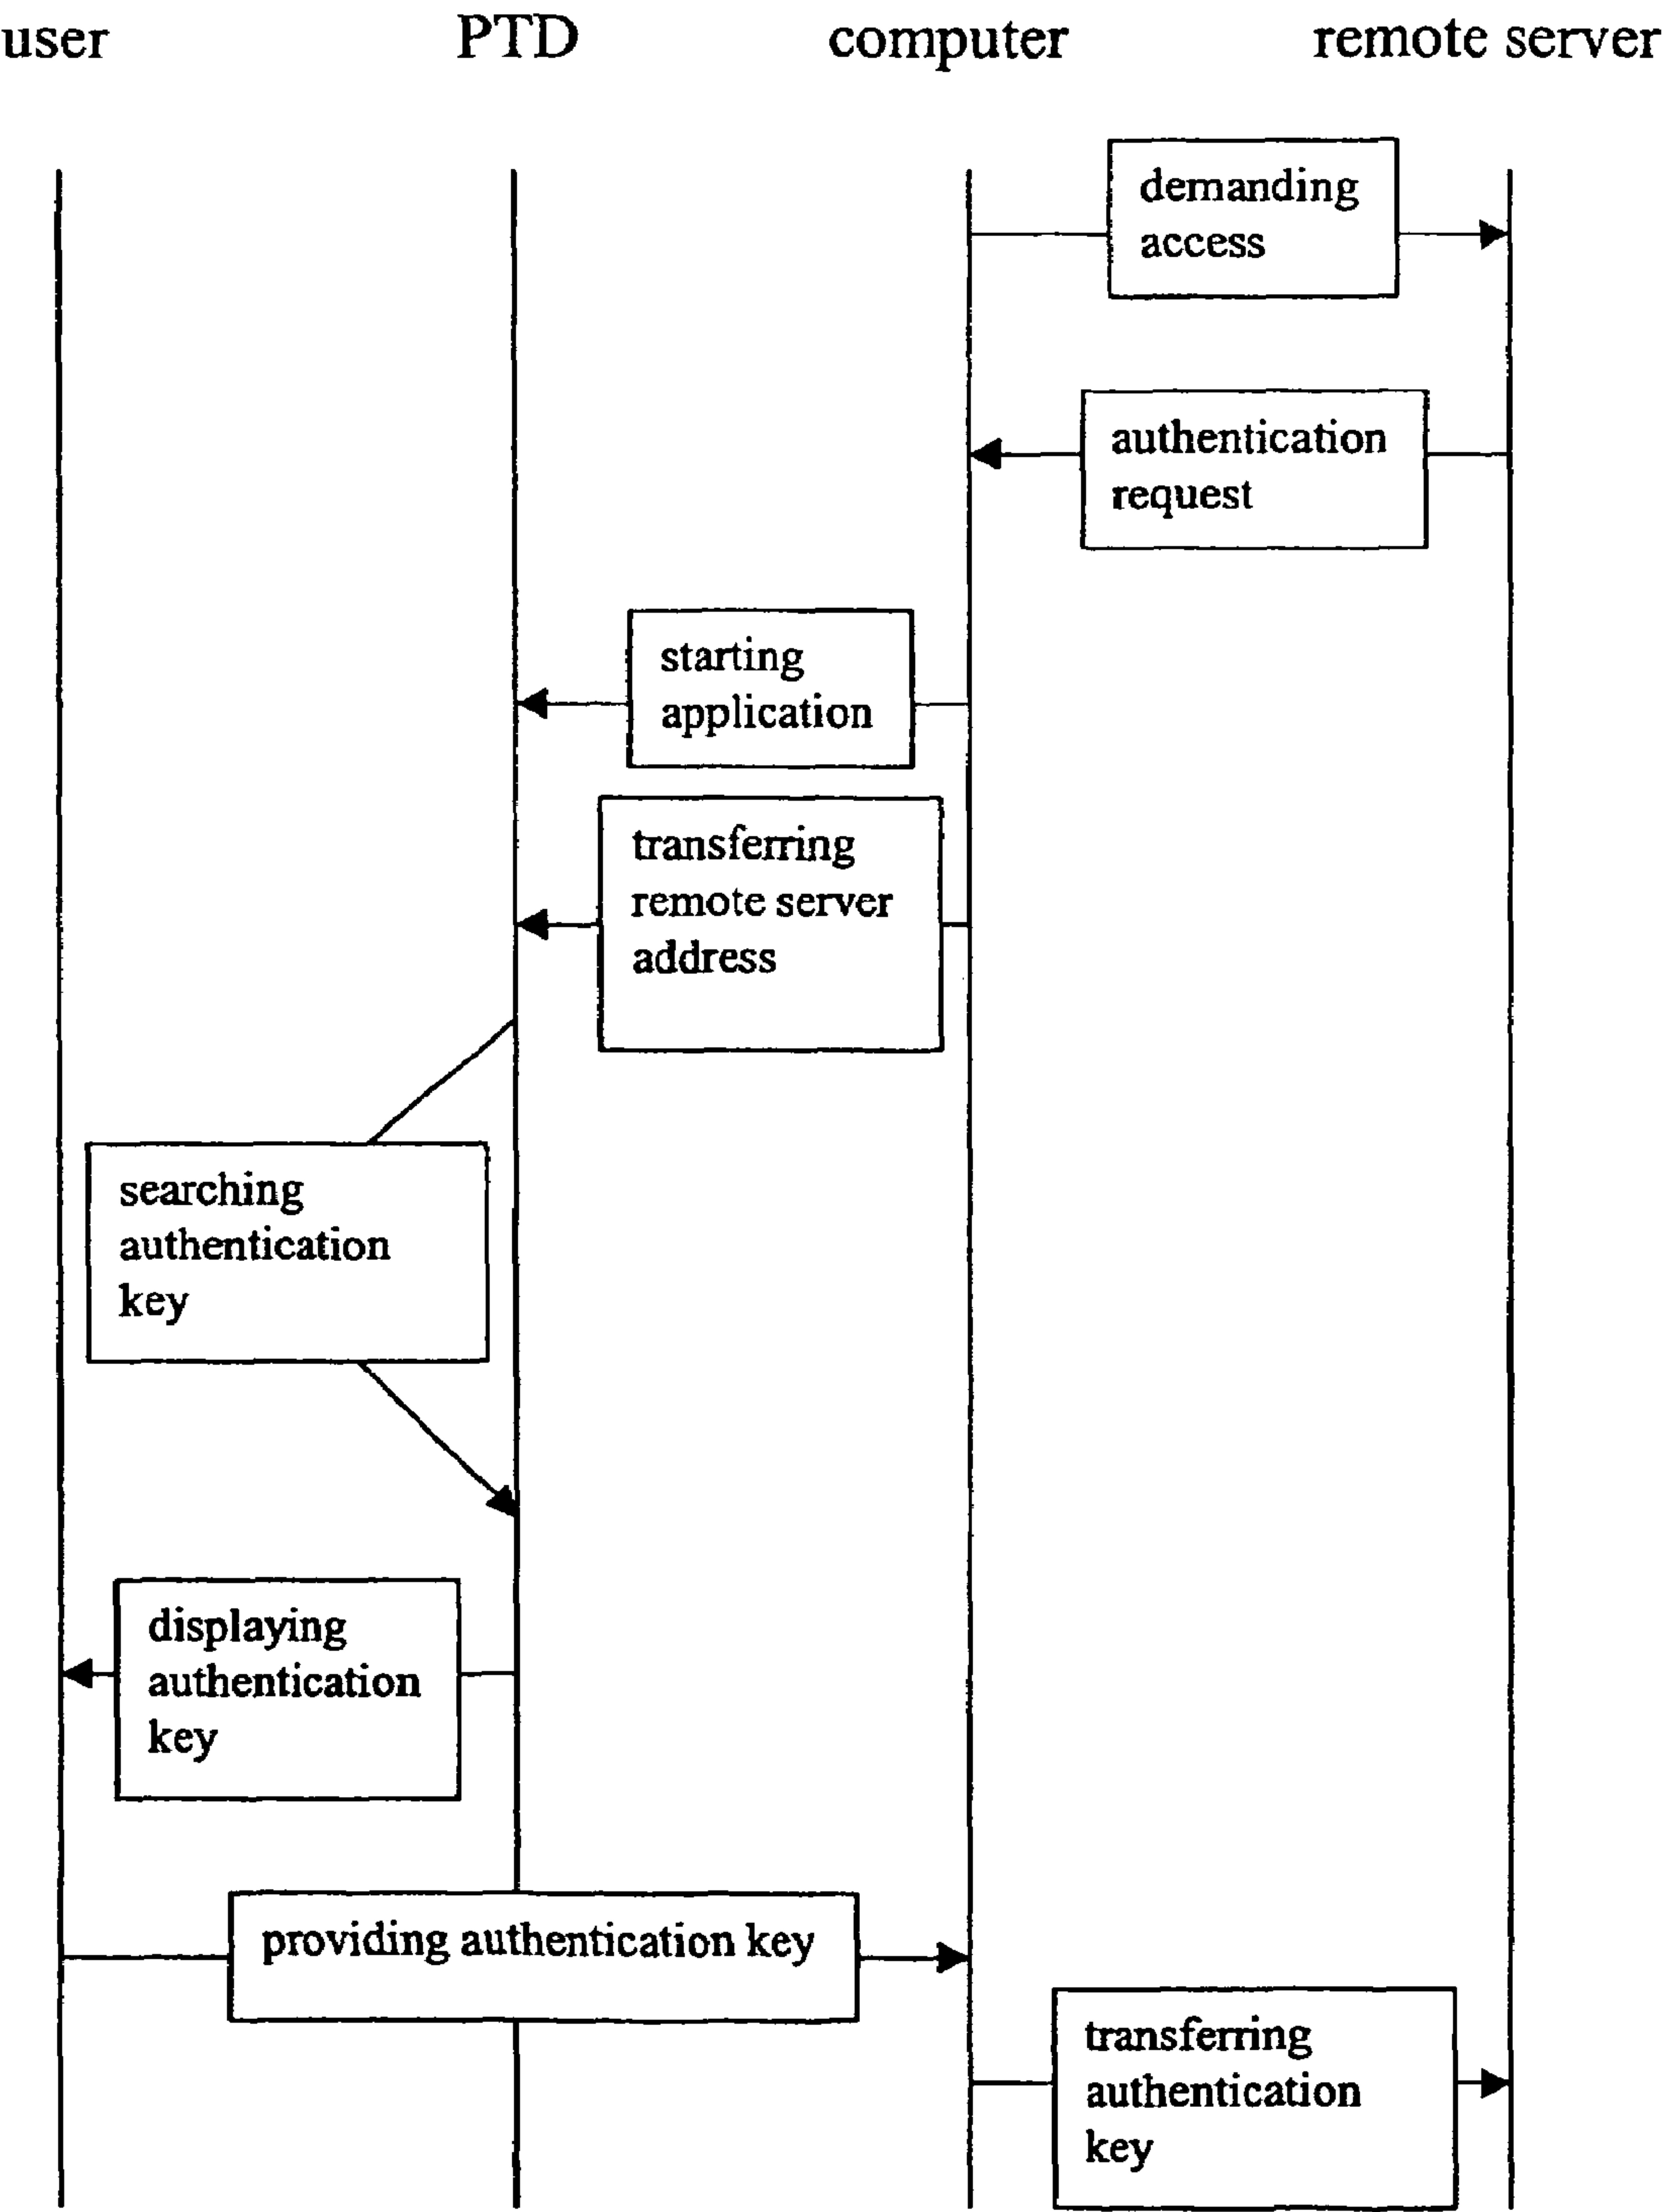 user PTD computer remote server
demanding
access
authentication
request
starting
application
transferring
remote server
address
searching
authentication
key
displaying
authentication
key
providing authentication key
transferring
authentication
key